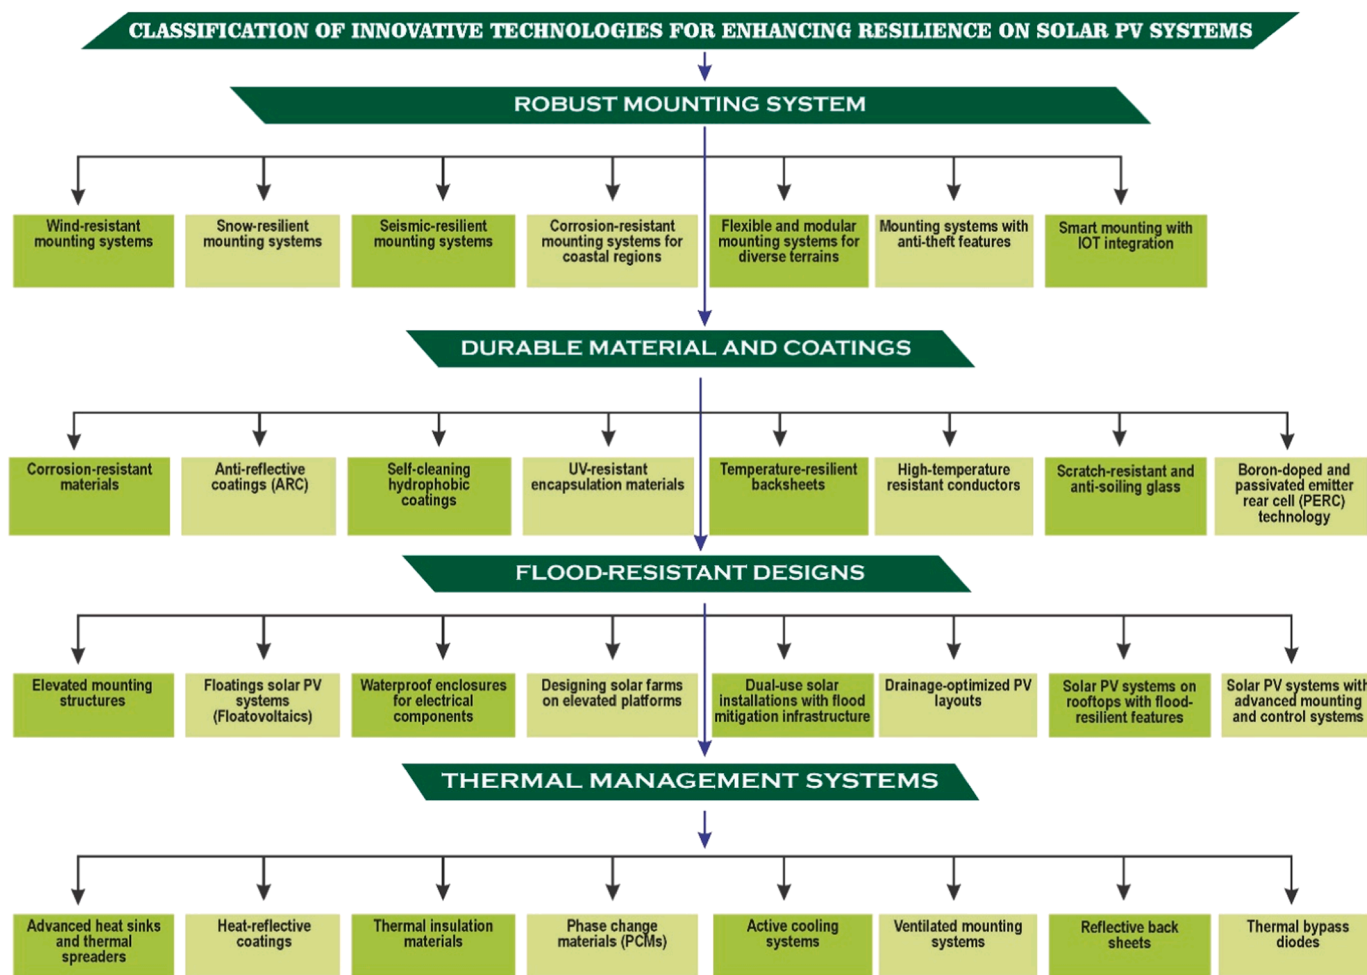 CLASSIFICATION OF INNOVATIVE TECHNOLOGIES FOR ENHANCING RESILIENCE ON SOLAR PV SYSTEMS
ROBUST MOUNTING SYSTEM
Wind-resistant
mounting systems
Snow-resilient
mounting systems
Seismic-resilient
mounting systems
Corrosion-resistant
mounting systems for
coastal regions
Flexible and modular
mounting systems for
diverse terrains
Mounting systems with
anti-theft features
Smart mounting with
IOT integration
DURABLE MATERIAL AND COATINGS
Corrosion-resistant
materials
Anti-reflective
coatings (ARC)
Self-cleaning
hydrophobic
coatings
UV-resistant
encapsulation materials
Temperature-resilient
backsheets
High-temperature
resistant conductors
Scratch-resistant and
anti-soiling glass
Boron-doped and
passivated emitter
rear cell (PERC)
technology
FLOOD-RESISTANT DESIGNS
Elevated mounting
structures
Floatings solar PV
systems
(Floatovoltaics)
Waterproof enclosures
for electrical
components
Designing solar farms
on elevated platforms
Dual-use solar
installations with flood
mitigation infrastructure
Drainage-optimized PV
layouts
Solar PV systems on
rooftops with flood-
resilient features
Solar PV systems with
advanced mounting
and control systems
THERMAL MANAGEMENT SYSTEMS
Advanced heat sinks
and thermal
spreaders
Heat-reflective
coatings
Thermal insulation
materials
Phase change
materials (PCMs)
Active cooling
systems
Ventilated mounting
systems
Reflective back
sheets
Thermal bypass
diodes